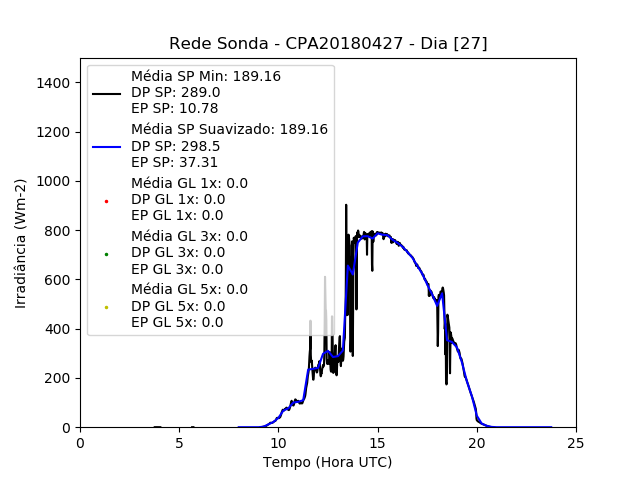 Rede Sonda - CPA20180427 - Dia [27]
Irradiância (Wm-2)
1400
1200
1000
800
600
400
200
0
Média SP Min: 189.16
DP SP: 289.0
EP SP: 10.78
Média SP Suavizado: 189.16
DP SP: 298.5
EP SP: 37.31
Média GL 1x: 0.0
DP GL 1x: 0.0
EP GL 1x: 0.0
Média GL 3x: 0.0
DP GL 3x: 0.0
EP GL 3x: 0.0
Média GL 5x: 0.0
DP GL 5x: 0.0
EP GL 5x: 0.0
0 5 10 15 20 25
Tempo (Hora UTC)